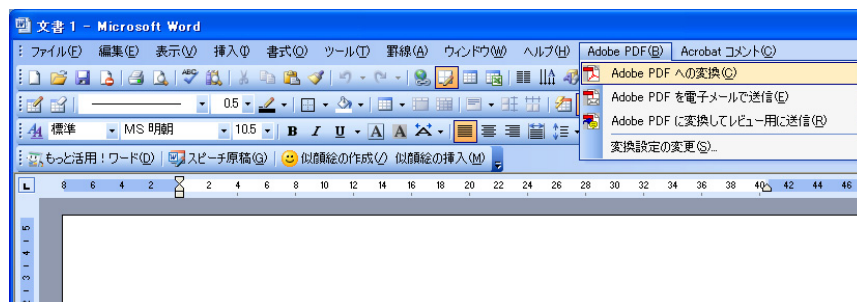 文書 1 - Microsoft Word
ファイル(F) 編集(E) 表示(V) 挿入(I) 書式(O) ツール(T) 罫線(A) ウィンドウ(W) ヘルプ(H) Adobe PDF(B) Acrobat コメント(C)
Adobe PDF への変換(C)
0.5
Adobe PDF を電子メールで送信(E)
標準 MS 明朝 10.5 B I U A A
Adobe PDF に変換してレビュー用に送信(R)
変換設定の変更(S)...
もっと活用!ワード(D) スピーチ原稿(G) 似顔絵の作成(/) 似顔絵の挿入(M)
L 8 6 4 2 2 4 6 8 10 12 14 16 18 20 22 24 26 28 30 32 34 36 38 40 42 44 46